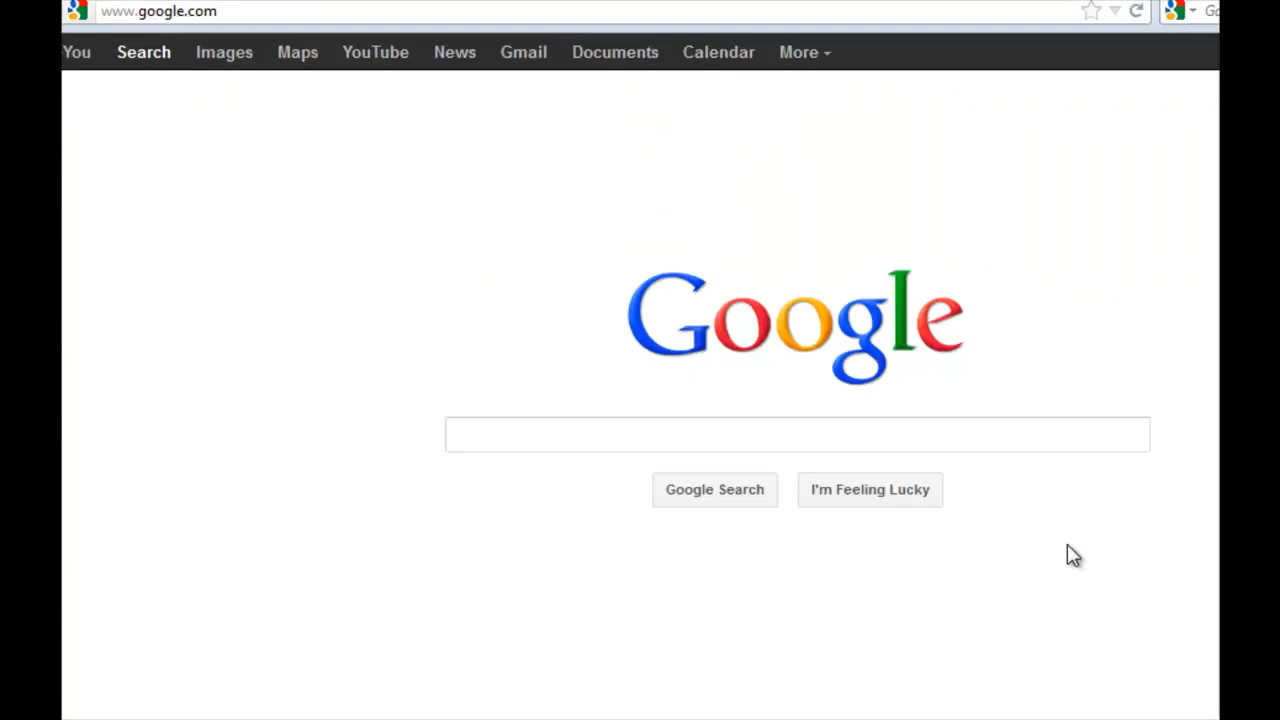 www.google.com
You Search Images Maps YouTube News Gmail Documents Calendar More
Google
Google Search I'm Feeling Lucky